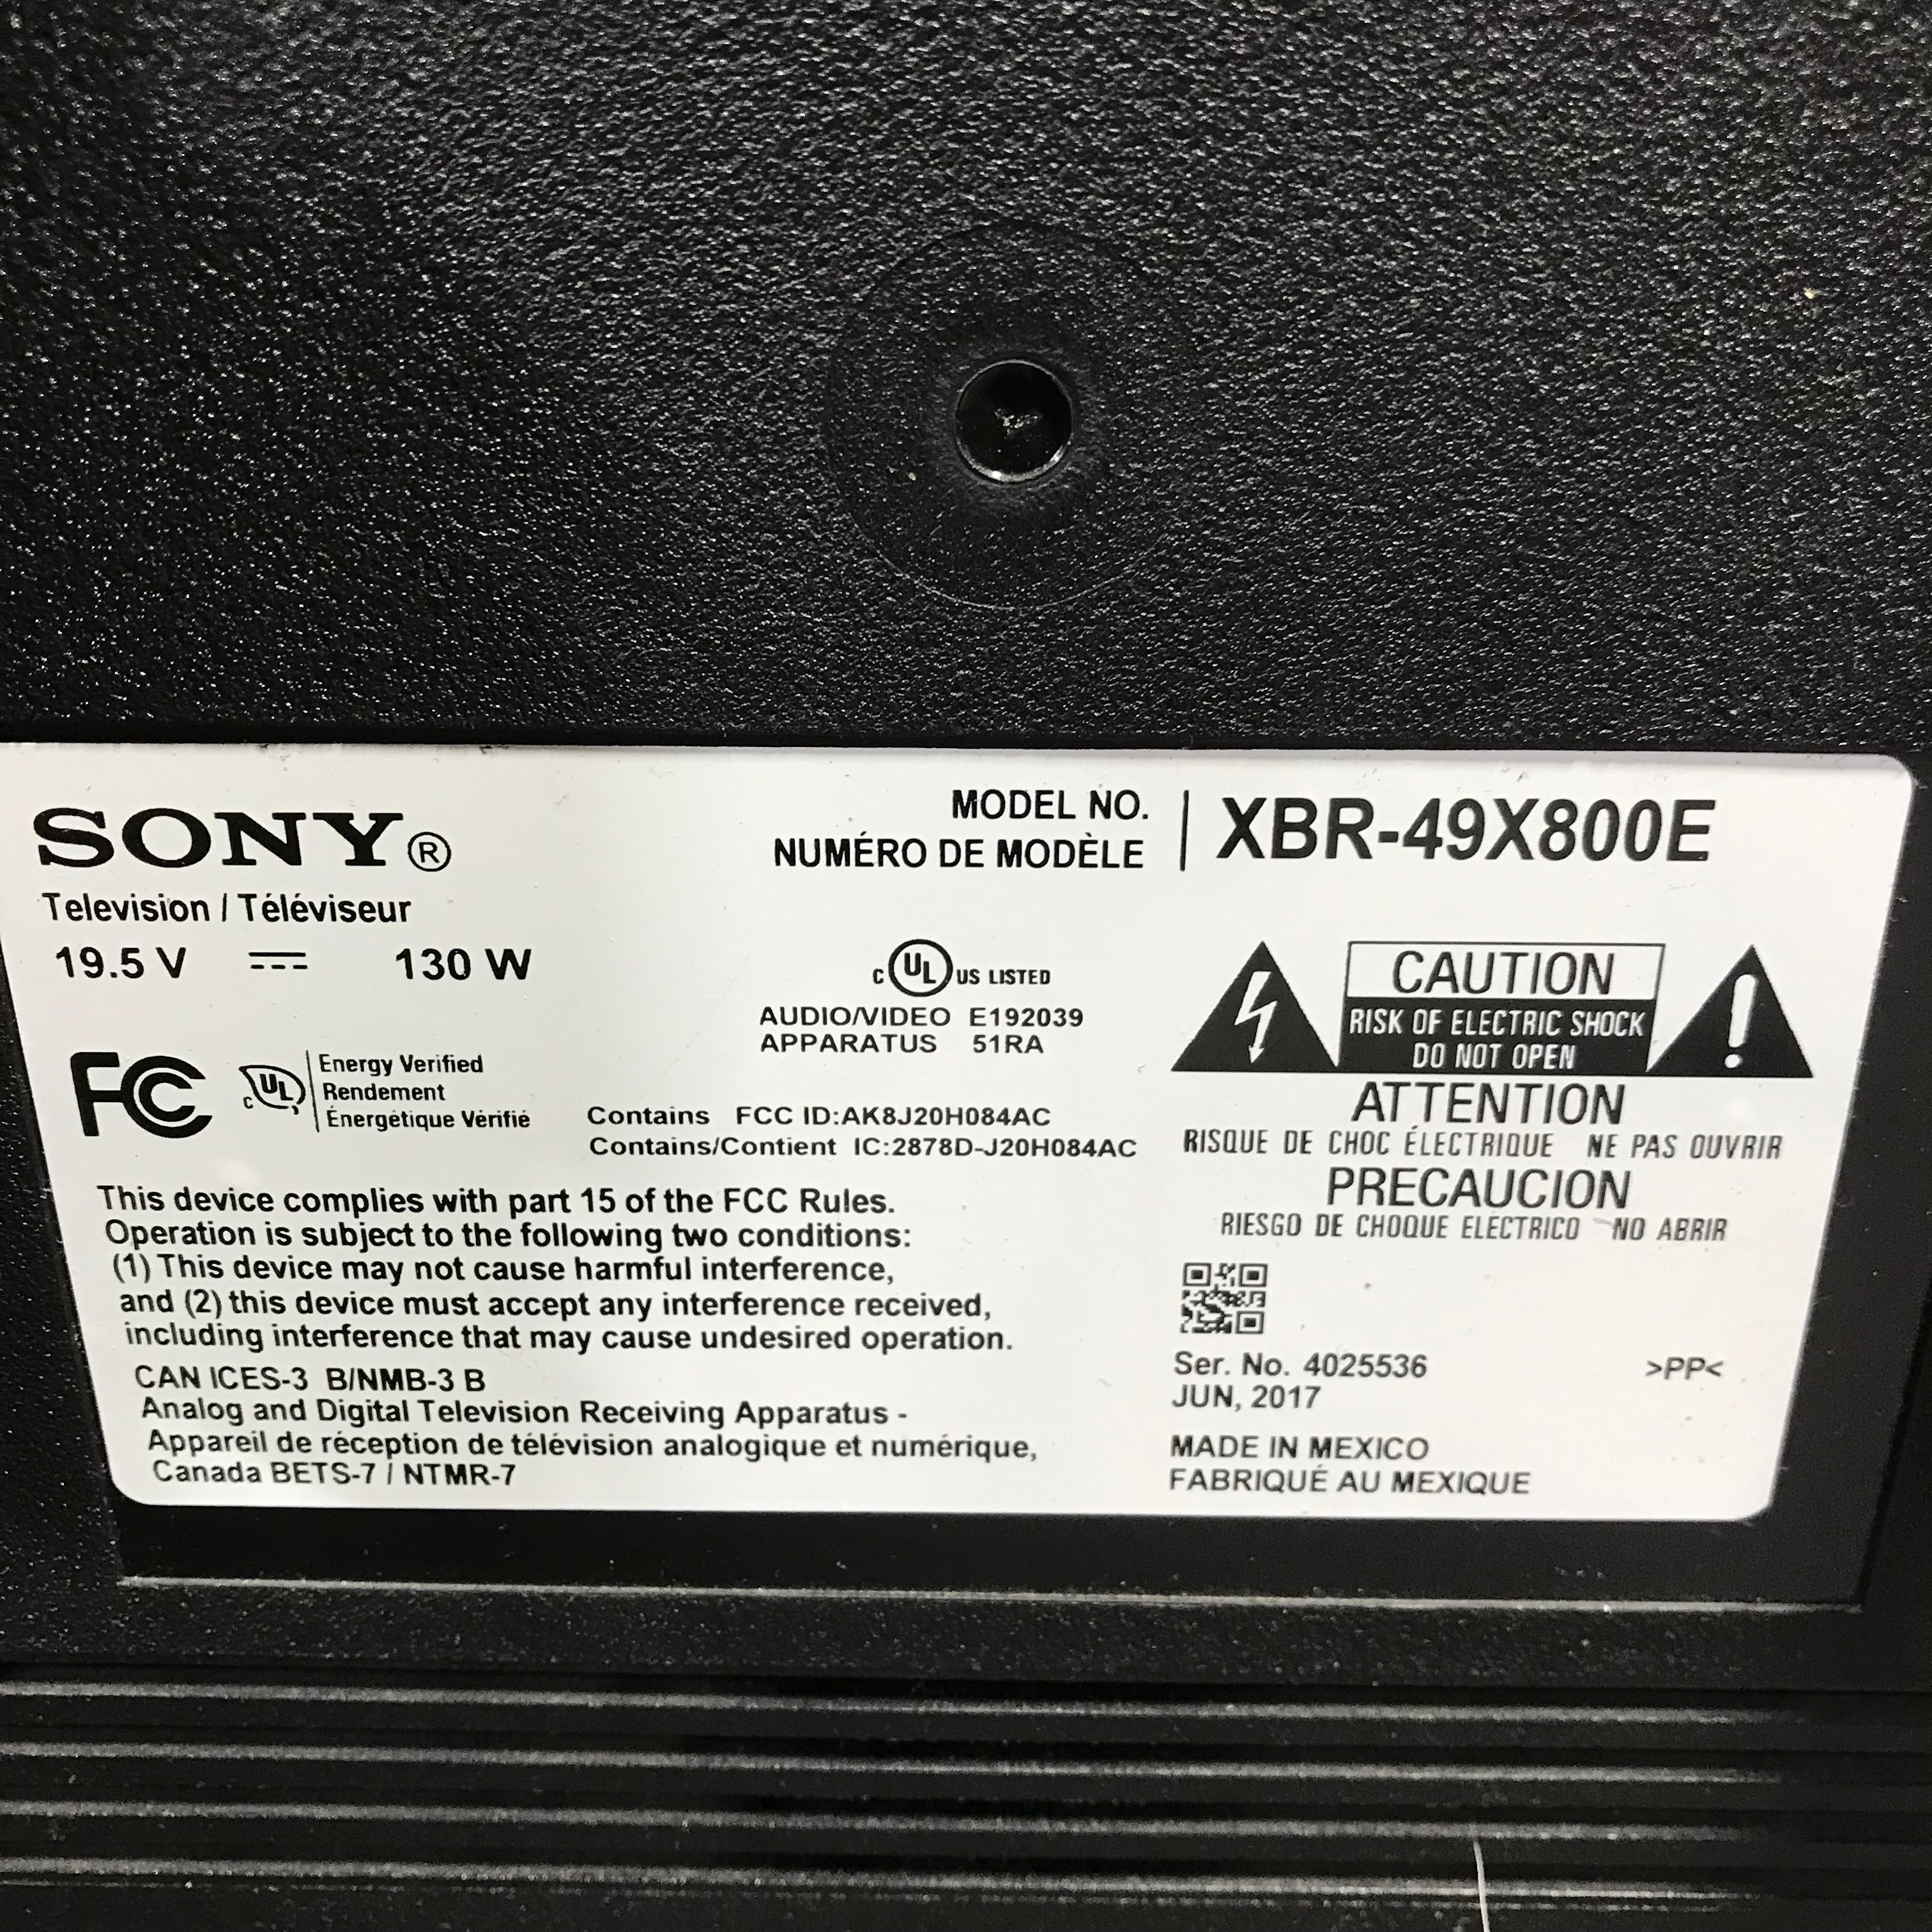 SONY®
Television / Téléviseur
19.5 V 130 W
MODEL NO.
NUMÉRO DE MODÈLE
XBR-49X800E
C UL US LISTED
AUDIO/VIDEO E192039
APPARATUS 51RA
FC
C UL
Energy Verified
Rendement
Énergétique Vérifié
Contains FCC ID:AK8J20H084AC
Contains/Contient IC:2878D-J20H084AC
This device complies with part 15 of the FCC Rules.
Operation is subject to the following two conditions:
(1) This device may not cause harmful interference,
and (2) this device must accept any interference received,
including interference that may cause undesired operation.
CAN ICES-3 B/NMB-3 B
Analog and Digital Television Receiving Apparatus -
Appareil de réception de télévision analogique et numérique,
Canada BETS-7 / NTMR-7
CAUTION
RISK OF ELECTRIC SHOCK
DO NOT OPEN
ATTENTION
RISQUE DE CHOC ÉLECTRIQUE NE PAS OUVRIR
PRECAUCION
RIESGO DE CHOQUE ELECTRICO NO ABRIR
Ser. No. 4025536
JUN, 2017
>PP<
MADE IN MEXICO
FABRIQUÉ AU MEXIQUE